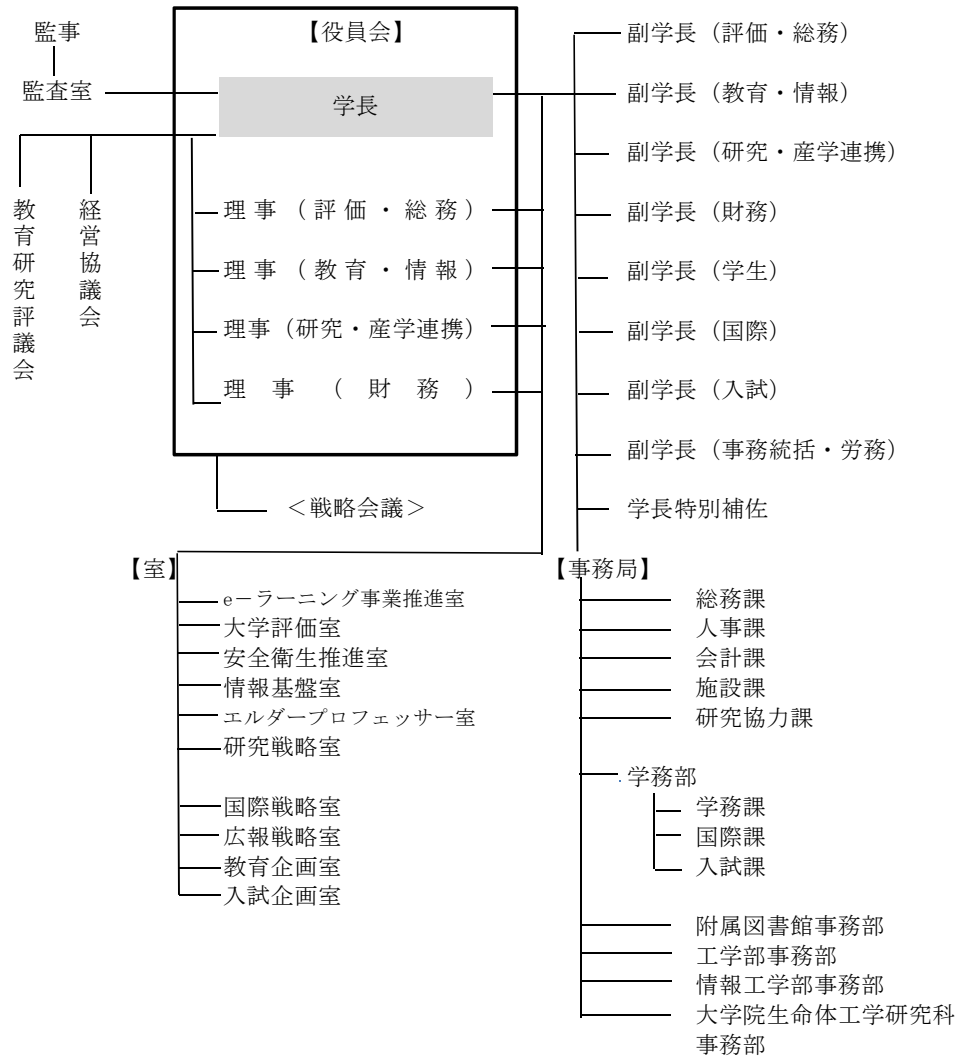 監事
監査室
教育研究評議会
経営協議会
【役員会】
学長
理事（評価・総務）
理事（教育・情報）
理事（研究・産学連携）
理事（財務）
＜戦略会議＞
副学長（評価・総務）
副学長（教育・情報）
副学長（研究・産学連携）
副学長（財務）
副学長（学生）
副学長（国際）
副学長（入試）
副学長（事務統括・労務）
学長特別補佐
【室】
e－ラーニング事業推進室
大学評価室
安全衛生推進室
情報基盤室
エルダープロフェッサー室
研究戦略室
国際戦略室
広報戦略室
教育企画室
入試企画室
【事務局】
総務課
人事課
会計課
施設課
研究協力課
学務部
学務課
国際課
入試課
附属図書館事務部
工学部事務部
情報工学部事務部
大学院生命体工学研究科
事務部